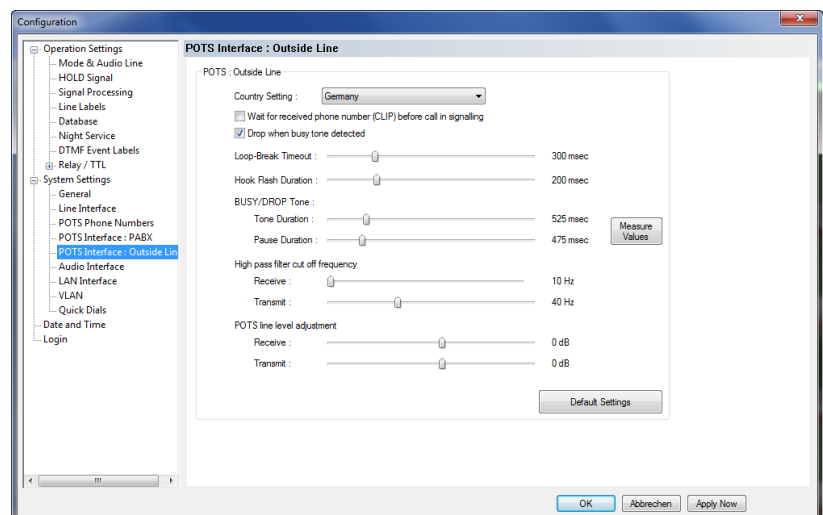 Configuration
Operation Settings
Mode & Audio Line
HOLD Signal
Signal Processing
Line Labels
Database
Night Service
DTMF Event Labels
Relay / TTL
System Settings
General
Line Interface
POTS Phone Numbers
POTS Interface : PABX
POTS Interface : Outside Lin
Audio Interface
LAN Interface
VLAN
Quick Dials
Date and Time
Login
POTS Interface : Outside Line
POTS : Outside Line
Country Setting : Germany
Wait for received phone number (CLIP) before call in signalling
Drop when busy tone detected
Loop-Break Timeout : 300 msec
Hook Flash Duration : 200 msec
BUSY/DROP Tone :
Tone Duration : 525 msec
Pause Duration : 475 msec
Measure
Values
High pass filter cut off frequency
Receive : 10 Hz
Transmit : 40 Hz
POTS line level adjustment
Receive : 0 dB
Transmit : 0 dB
Default Settings
OK Abbrechen Apply Now